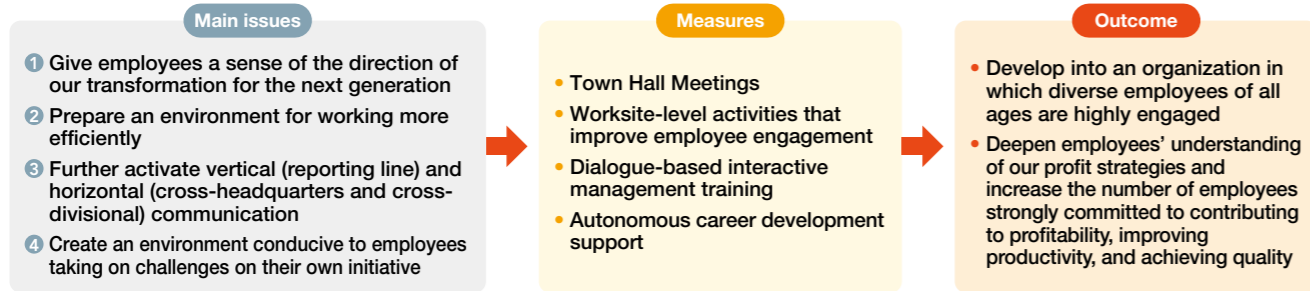 Main issues
1 Give employees a sense of the direction of
our transformation for the next generation
2 Prepare an environment for working more
efficiently
3 Further activate vertical (reporting line) and
horizontal (cross-headquarters and cross-
divisional) communication
4 Create an environment conducive to employees
taking on challenges on their own initiative
Measures
• Town Hall Meetings
• Worksite-level activities that
improve employee engagement
• Dialogue-based interactive
management training
• Autonomous career development
support
Outcome
• Develop into an organization in
which diverse employees of all
ages are highly engaged
• Deepen employees’ understanding
of our profit strategies and
increase the number of employees
strongly committed to contributing
to profitability, improving
productivity, and achieving quality